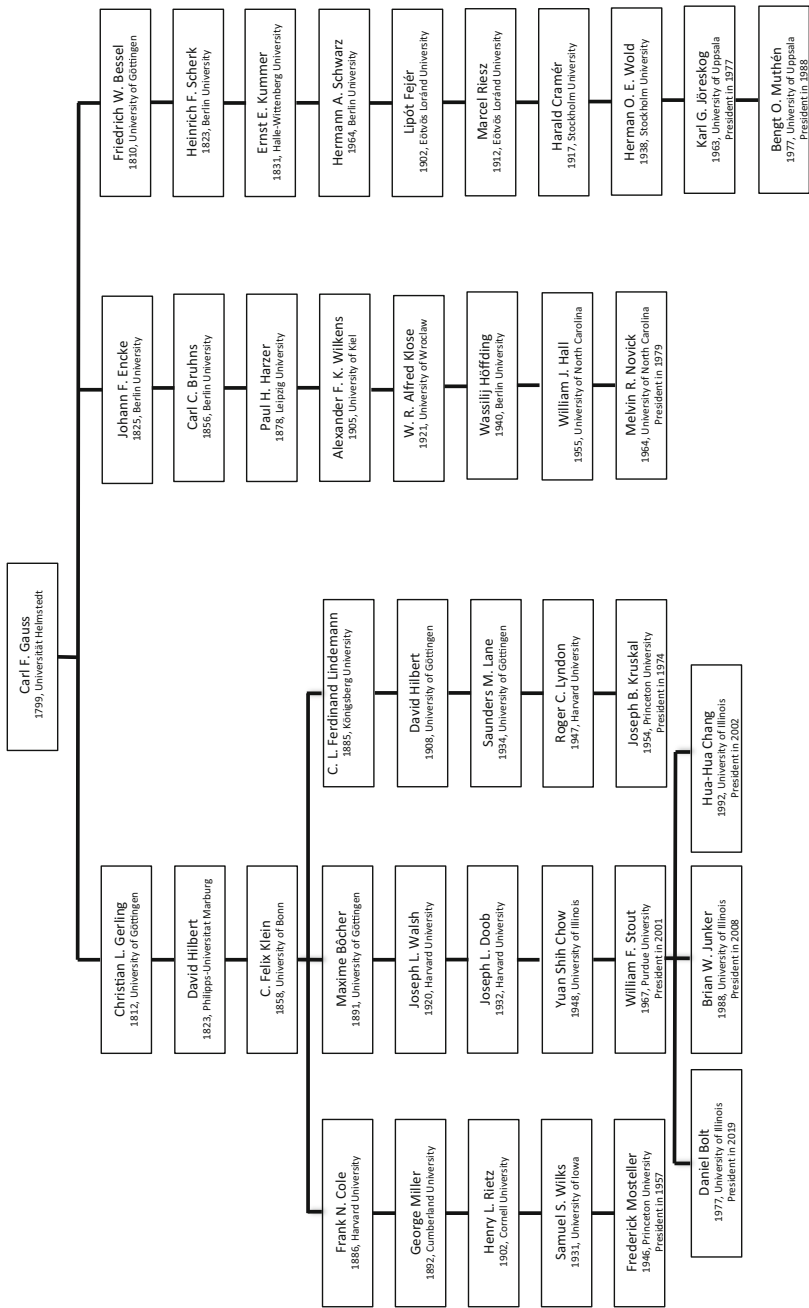 Carl F. Gauss
1799, Universität Helmstedt
Christian L. Gerling
1812, University of Göttingen
David Hilbert
1823, Philipps-Universitat Marburg
C. Felix Klein
1858, University of Bonn
Frank N. Cole
1886, Harvard University
George Miller
1892, Cumberland University
Henry L. Rietz
1902, Cornell University
Samuel S. Wilks
1931, University of Iowa
Frederick Mosteller
1946, Princeton University
President in 1957
Maxime Bôcher
1891, University of Göttingen
Joseph L. Walsh
1920, Harvard University
Joseph L. Doob
1932, Harvard University
Yuan Shih Chow
1948, University of Illinois
William F. Stout
1967, Purdue University
President in 2001
Daniel Bolt
1977, University of Illinois
President in 2019
Brian W. Junker
1988, University of Illinois
President in 2008
Hua-Hua Chang
1992, University of Illinois
President in 2002
C. L. Ferdinand Lindemann
1885, Königsberg University
David Hilbert
1908, University of Göttingen
Saunders M. Lane
1934, University of Göttingen
Roger C. Lyndon
1947, Harvard University
Joseph B. Kruskal
1954, Princeton University
President in 1974
Johann F. Encke
1825, Berlin University
Carl C. Bruhns
1856, Berlin University
Paul H. Harzer
1878, Leipzig University
Alexander F. K. Wilkens
1905, University of Kiel
W. R. Alfred Klose
1921, University of Wroclaw
Wassilij Höffding
1940, Berlin University
William J. Hall
1955, University of North Carolina
Melvin R. Novick
1964, University of North Carolina
President in 1979
Friedrich W. Bessel
1810, University of Göttingen
Heinrich F. Scherk
1823, Berlin University
Ernst E. Kummer
1831, Halle-Wittenberg University
Hermann A. Schwarz
1964, Berlin University
Lipót Fejér
1902, Eötvös Loránd University
Marcel Riesz
1912, Eötvös Loránd University
Harald Cramér
1917, Stockholm University
Herman O. E. Wold
1938, Stockholm University
Karl G. Jöreskog
1963, University of Uppsala
President in 1977
Bengt O. Muthén
1977, University of Uppsala
President in 1988